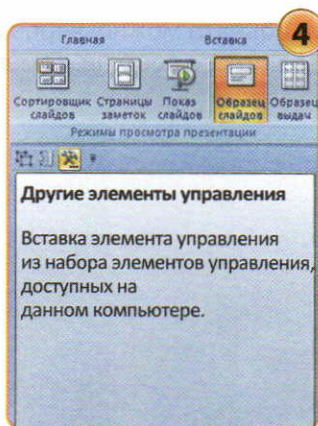 4
Главная Вставка
Сортировщик Страницы Показ Образец Образец
слайдов заметок слайдов слайдов выдач
Режимы просмотра презентации
Другие элементы управления
Вставка элемента управления
из набора элементов управления,
доступных на
данном компьютере.